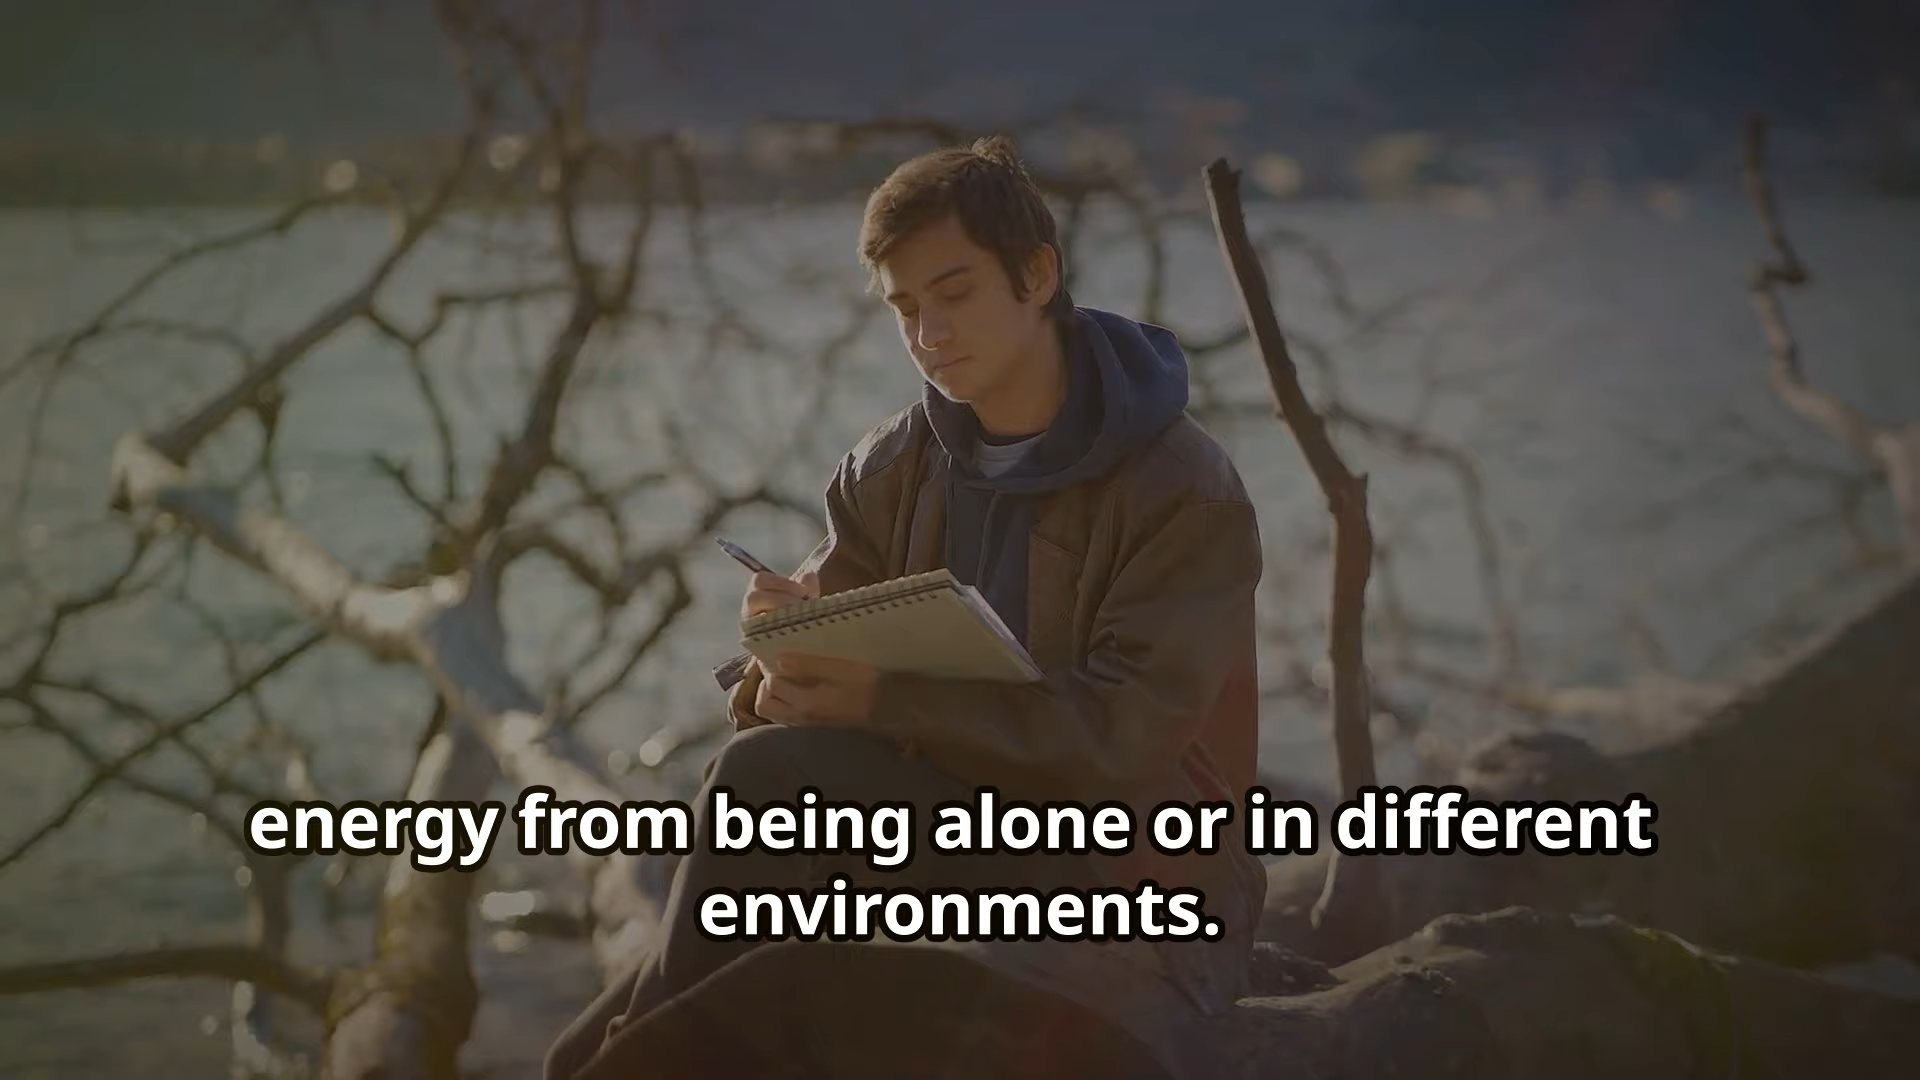 energy from being alone or in different
environments.